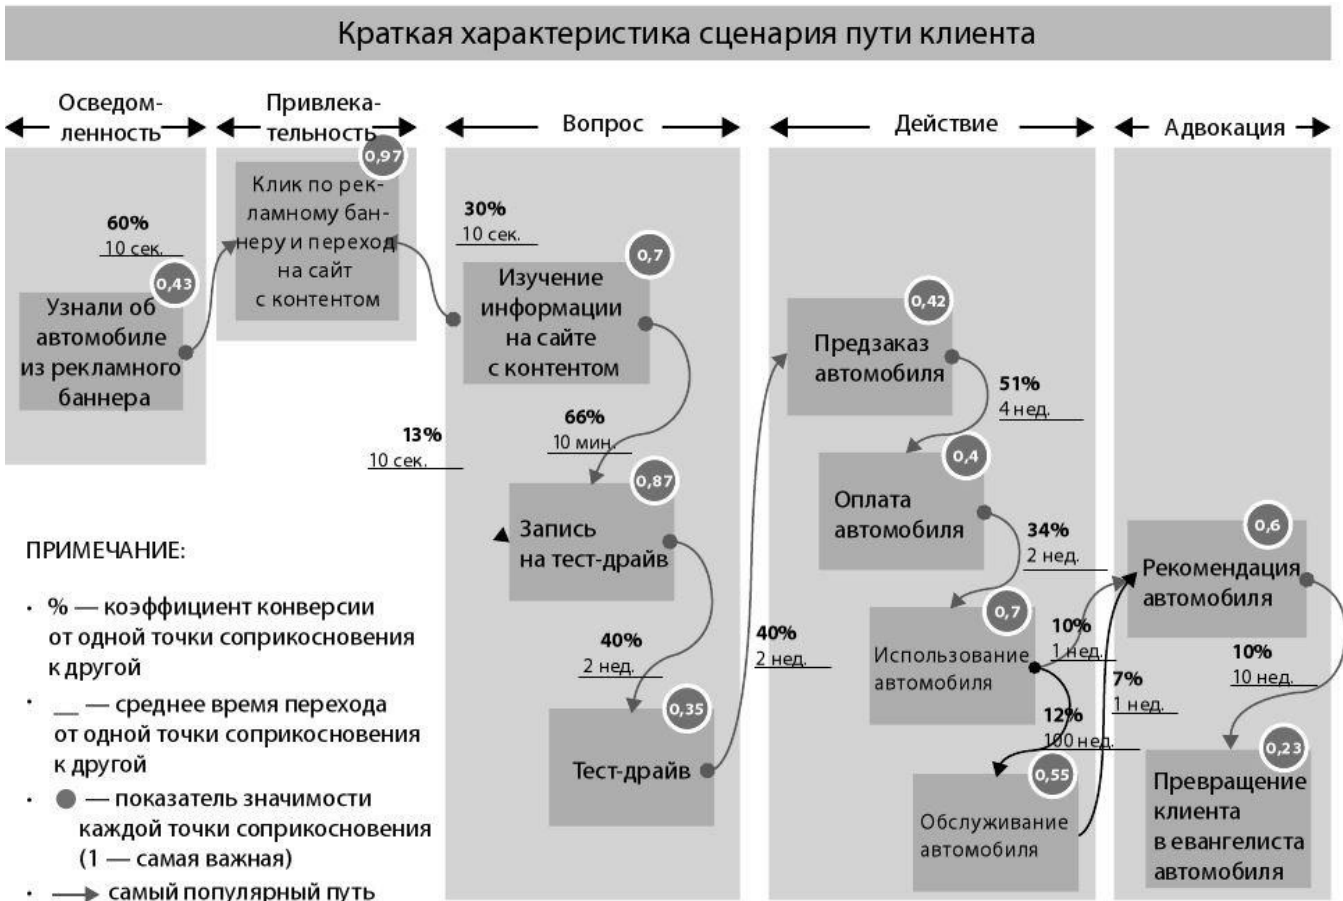 Краткая характеристика сценария пути клиента
Осведом-
ленность
Привлека-
тельность
Вопрос
Действие
Адвокация
60%
10 сек.
0,43
Узнали об
автомобиле
из рекламного
баннера
0,97
Клик по рек-
ламному бан-
неру и переход
на сайт
с контентом
30%
10 сек.
0,7
Изучение
информации
на сайте
с контентом
13%
10 сек.
66%
10 мин.
0,87
Запись
на тест-драйв
40%
2 нед.
0,35
Тест-драйв
40%
2 нед.
0,42
Предзаказ
автомобиля
51%
4 нед.
0,4
Оплата
автомобиля
34%
2 нед.
0,7
Использование
автомобиля
10%
1 нед.
12%
100 нед.
0,55
Обслуживание
автомобиля
7%
1 нед.
0,6
Рекомендация
автомобиля
10%
10 нед.
0,23
Превращение
клиента
в евангелиста
автомобиля
ПРИМЕЧАНИЕ:
· % — коэффициент конверсии
от одной точки соприкосновения
к другой
· __ — среднее время перехода
от одной точки соприкосновения
к другой
· ● — показатель значимости
каждой точки соприкосновения
(1 — самая важная)
· → самый популярный путь